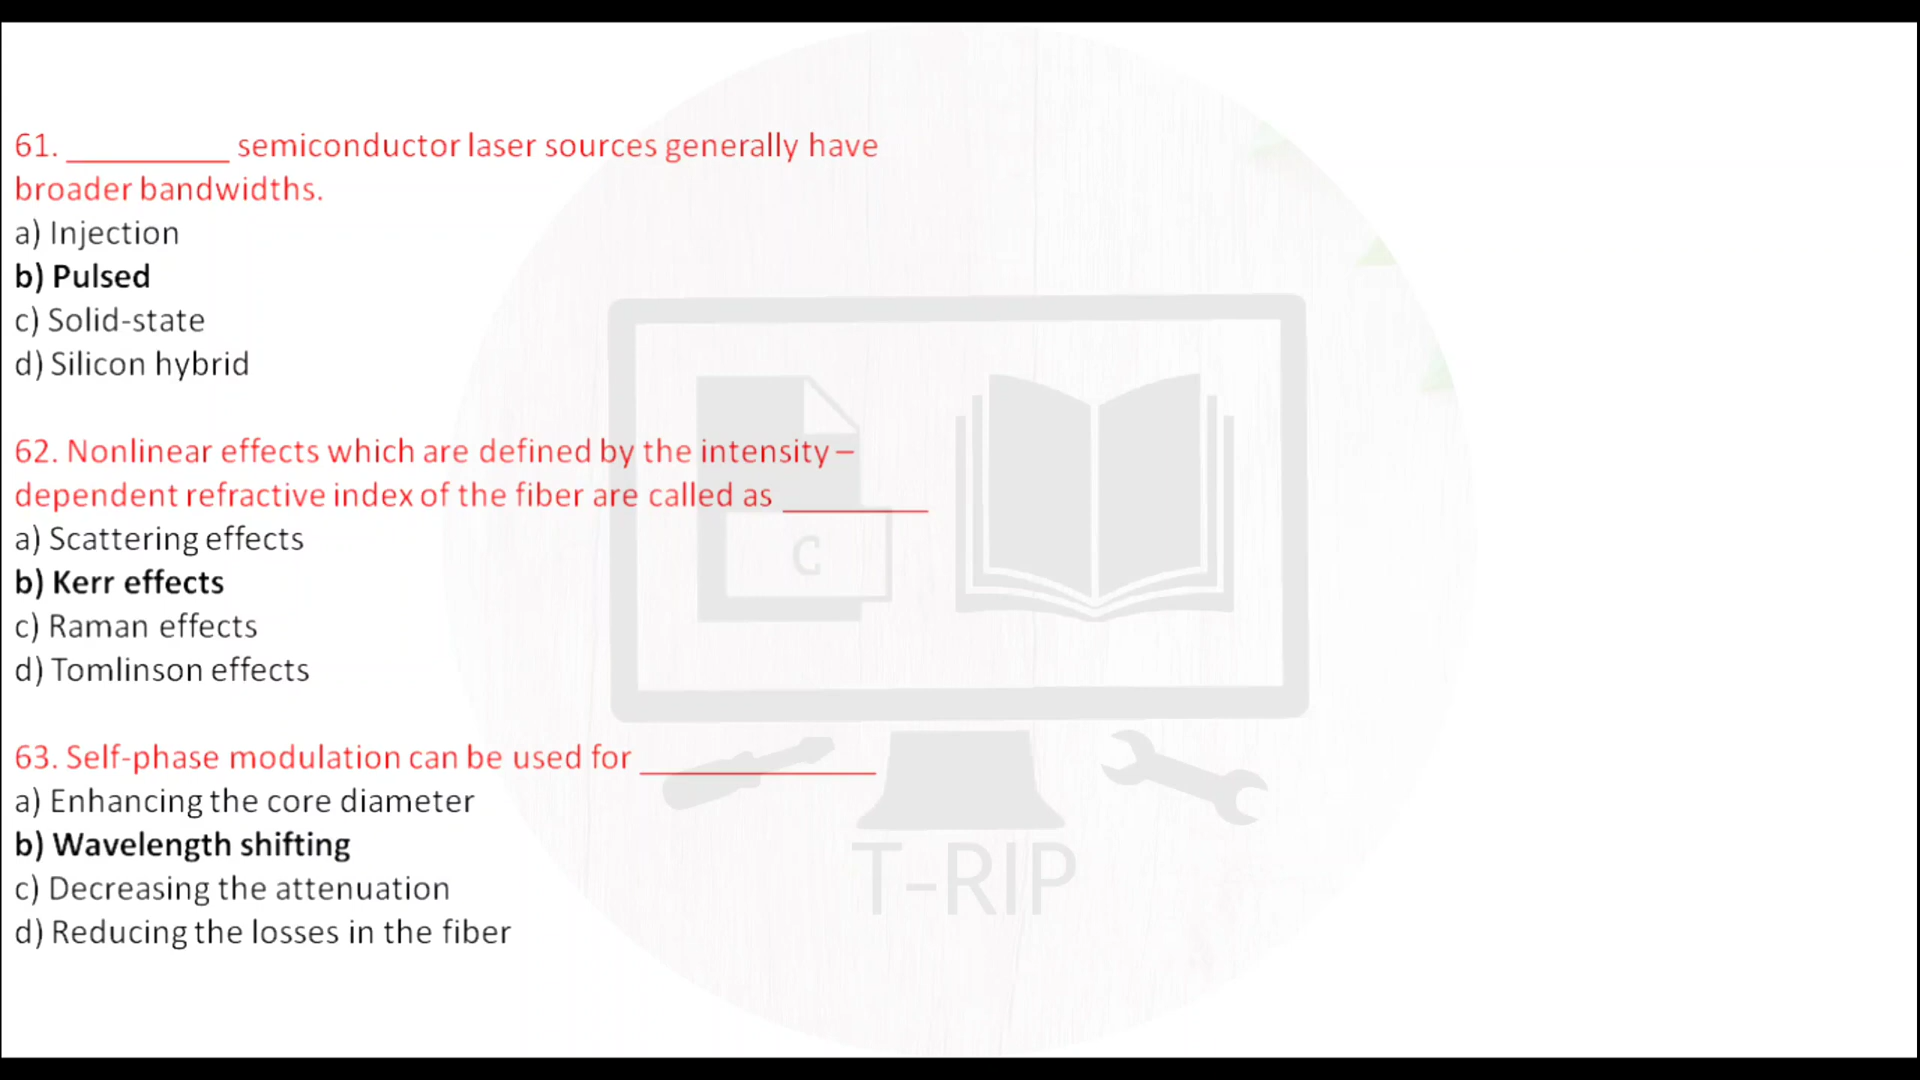 61. __________ semiconductor laser sources generally have
broader bandwidths.
a) Injection
b) Pulsed
c) Solid-state
d) Silicon hybrid
62. Nonlinear effects which are defined by the intensity –
dependent refractive index of the fiber are called as _________
a) Scattering effects
b) Kerr effects
c) Raman effects
d) Tomlinson effects
C
63. Self-phase modulation can be used for ______________
a) Enhancing the core diameter
b) Wavelength shifting
c) Decreasing the attenuation
d) Reducing the losses in the fiber
T-RIP